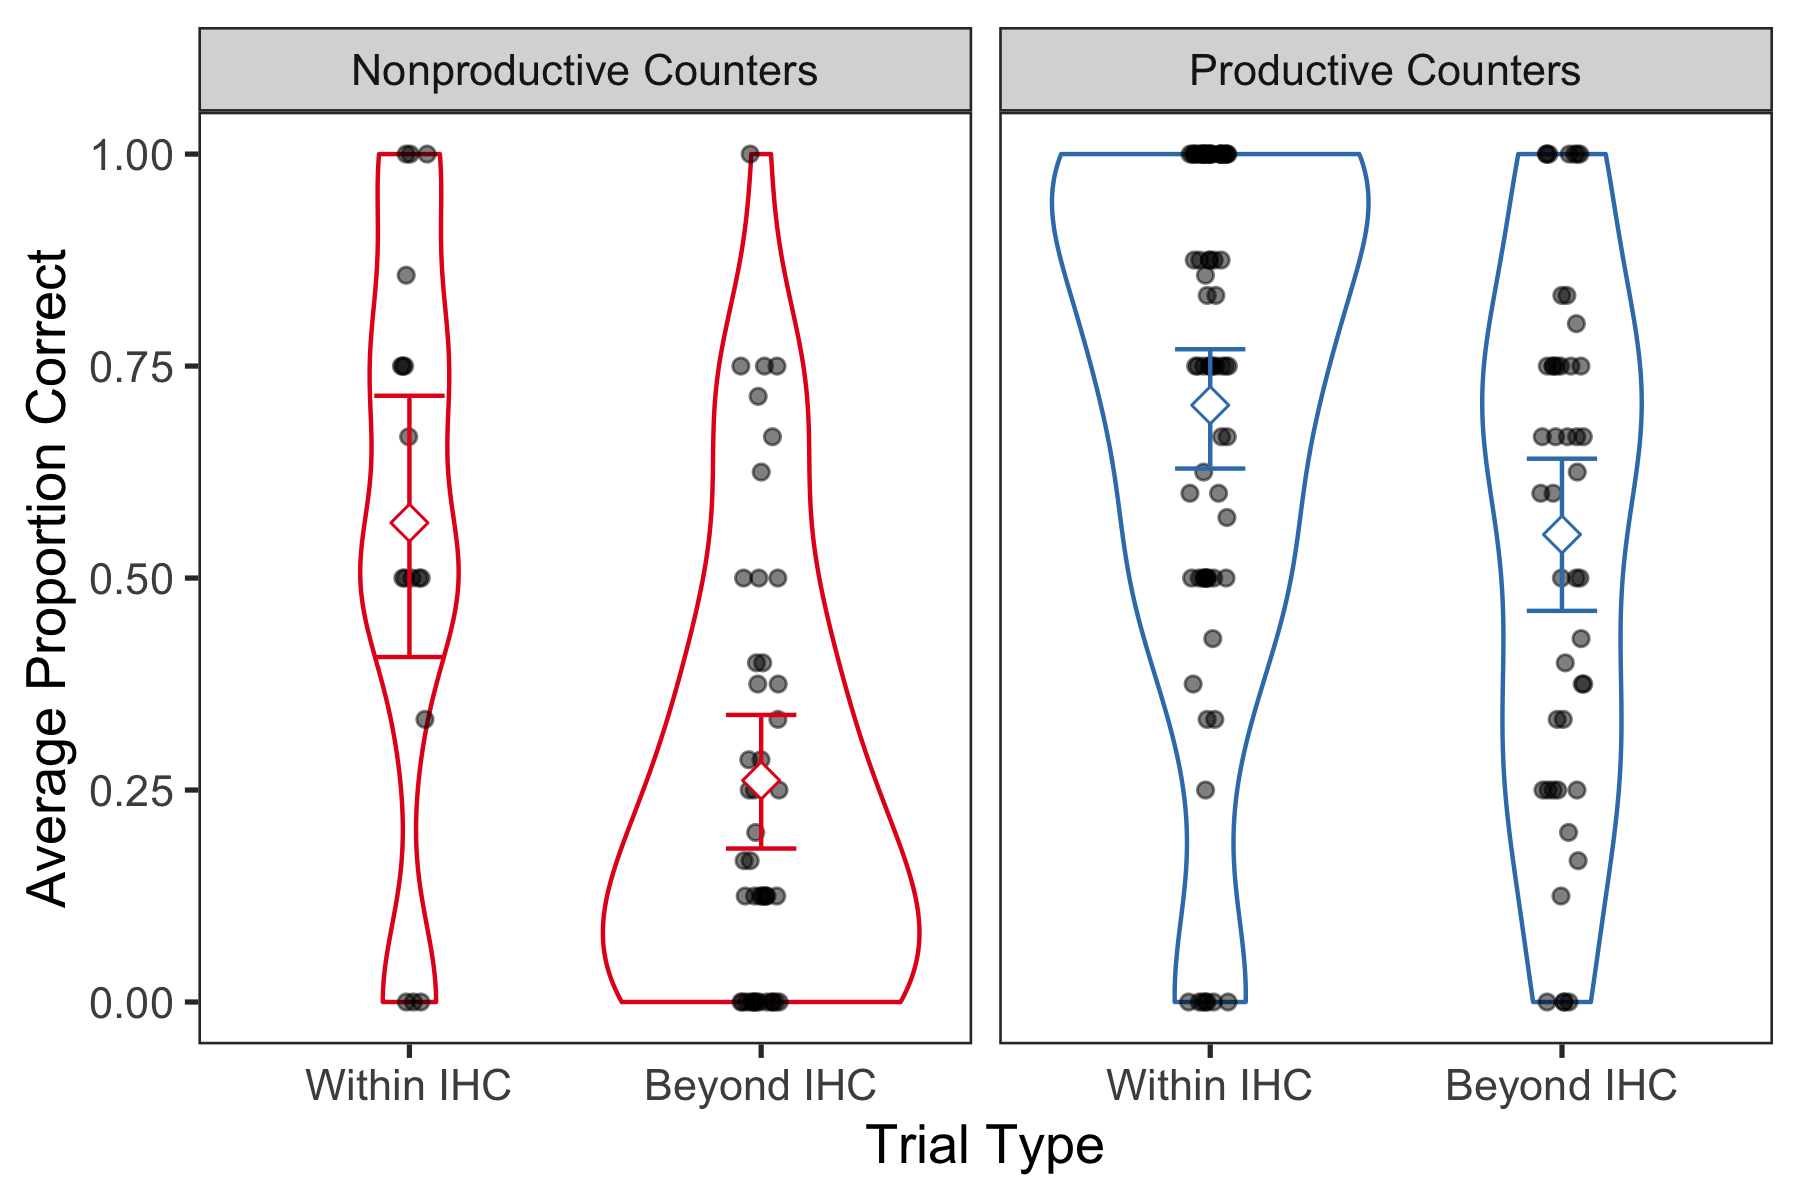 Nonproductive Counters
Productive Counters
Average Proportion Correct
1.00
0.75
0.50
0.25
0.00
Within IHC
Beyond IHC
Within IHC
Beyond IHC
Trial Type